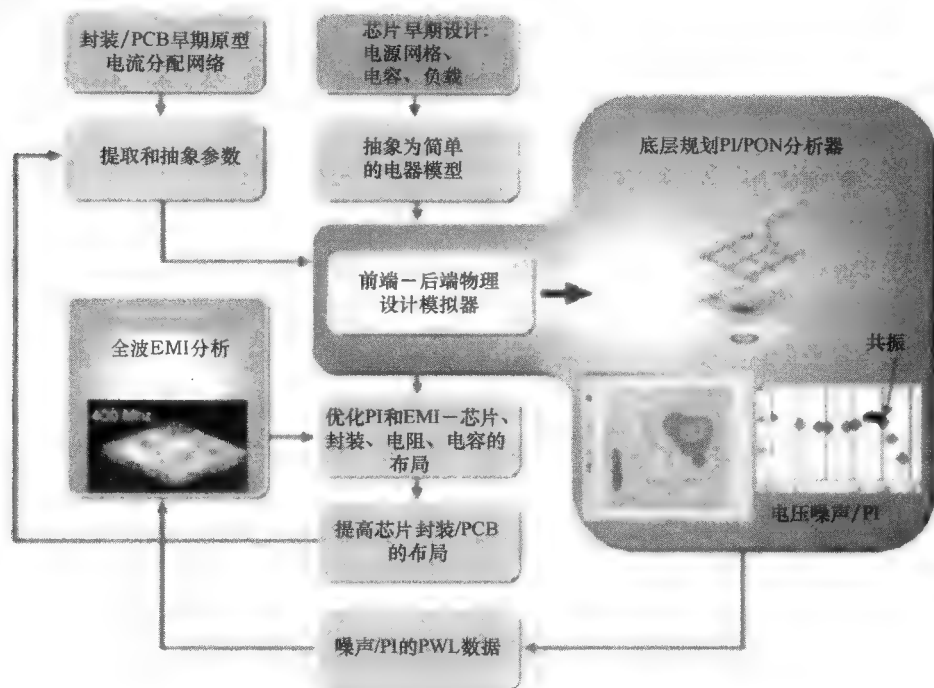 封装/PCB早期原型
电流分配网络
芯片早期设计:
电源网格、
电容、负载
提取和抽象参数
抽象为简单
的电器模型
底层规划PI/PON分析器
前端－后端物理
设计模拟器
共振
全波EMI分析
400 MHz
优化PI和EMI－芯片、
封装、电阻、电容的
布局
电压噪声/PI
提高芯片封装/PCB
的布局
噪声/PI的PWL数据